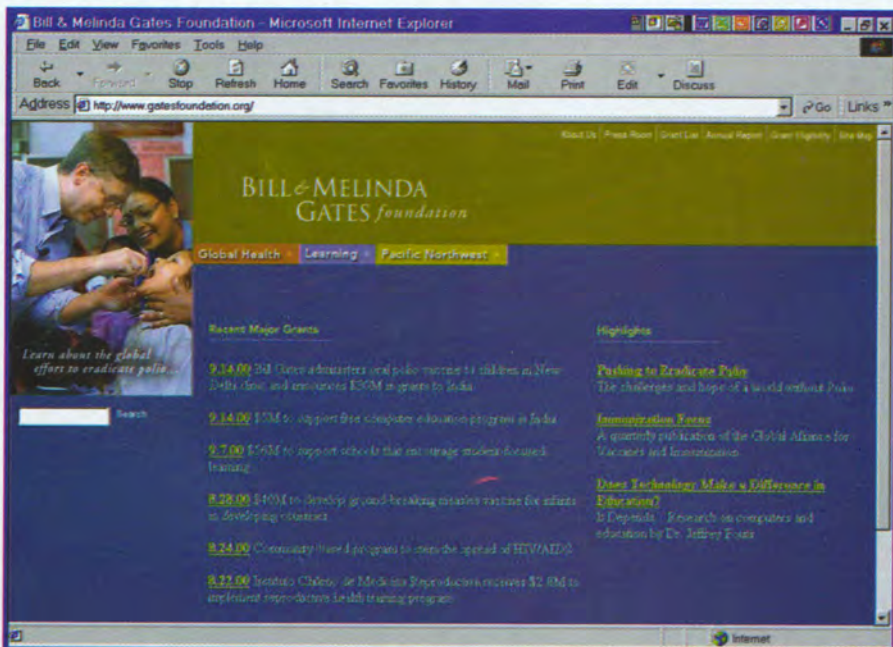 Bill & Melinda Gates Foundation - Microsoft Internet Explorer
File Edit View Favorites Tools Help
Back Forward Stop Refresh Home Search Favorites History Mail Print Edit Discuss
Address http://www.gatesfoundation.org/ Go Links »
About Us | Press Room | Grant List | Annual Report | Grant Eligibility | Site Map
BILL & MELINDA
GATES foundation
Global Health Learning Pacific Northwest
Learn about the global
effort to eradicate polio...
Search
Recent Major Grants
9.14.00 Bill Gates administers oral polio vaccine to children in New
Delhi clinic and announces $30M in grants to India
9.14.00 $5M to support free computer education program in India
9.7.00 $56M to support schools that encourage student-focused
learning
8.28.00 $40M to develop ground-breaking measles vaccine for infants
in developing countries
8.24.00 Community-based program to stem the spread of HIV/AIDS
8.22.00 Instituto Chileno de Medicina Reproductiva receives $2.8M to
implement reproductive health training program
Highlights
Pushing to Eradicate Polio
The challenges and hope of a world without Polio
Immunization Focus
A quarterly publication of the Global Alliance for
Vaccines and Immunization
Does Technology Make a Difference in
Education?
It Depends... Research on computers and
education by Dr. Jeffrey Fouts
Internet